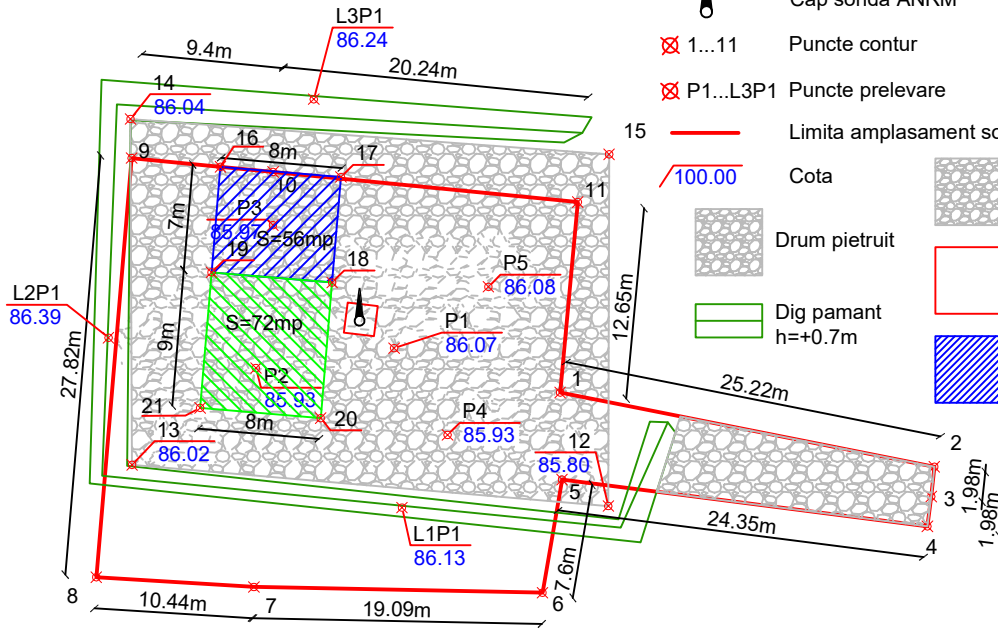 L3P1
86.24
9.4m
20.24m
14
86.04
9
16
8m
17
10
11
15
7m
P3
85.97
S=56mp
19
18
P5
86.08
L2P1
86.39
S=72mp
P1
86.07
12.65m
27.82m
9m
P2
85.93
1
25.22m
21
8m
20
P4
85.93
13
86.02
12
85.80
2
5
3
1.98m
1.98m
24.35m
4
L1P1
86.13
7.6m
8
10.44m
7
19.09m
6
Cap sonda ANRM
1...11 Puncte contur
P1...L3P1 Puncte prelevare
Limita amplasament
100.00 Cota
Drum pietruit
Dig pamant
h=+0.7m